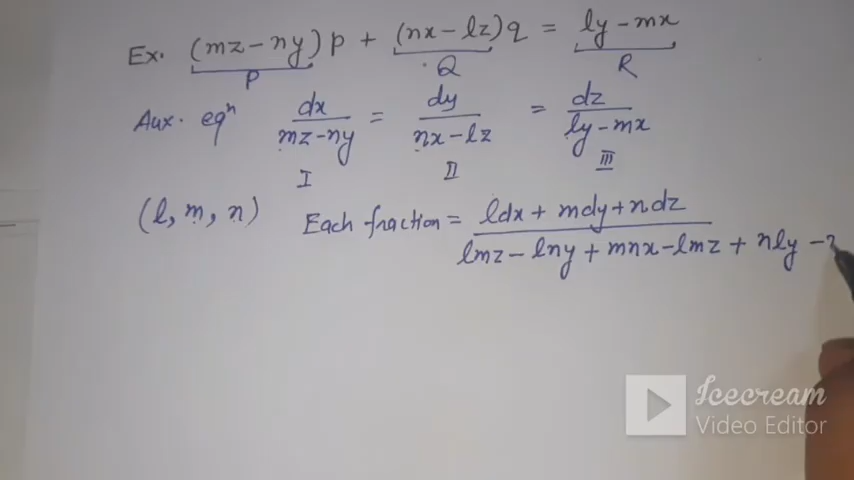 Ex. (mz - ny) p + (nx - lz) q = ly - mx
P Q R
Aux. eqⁿ dx/(mz - ny) = dy/(nx - lz) = dz/(ly - mx)
I II III
(l, m, n) Each fraction = (ldx + mdy + ndz)/(lmz - lny + mnx - lmz + nly -
Icecream
Video Editor